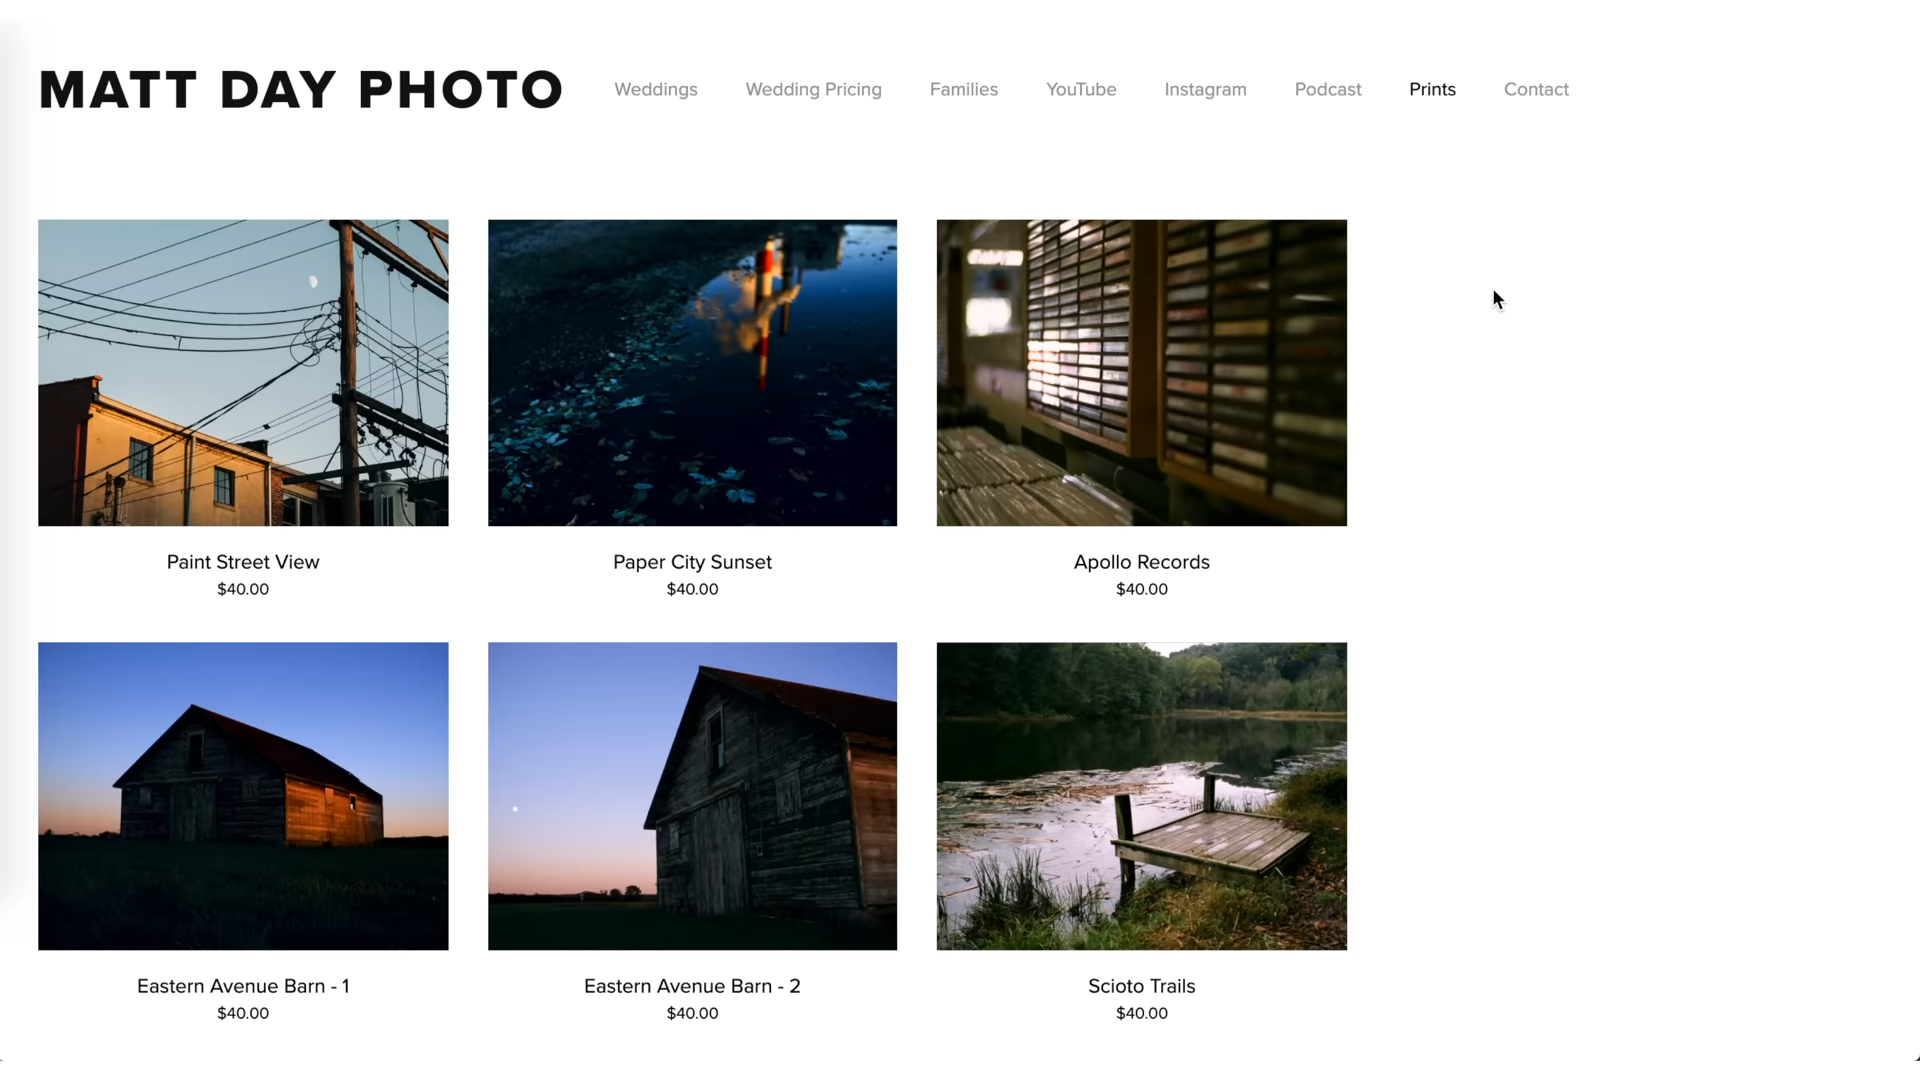 MATT DAY PHOTO
Weddings
Wedding Pricing
Families
YouTube
Instagram
Podcast
Prints
Contact
Paint Street View
$40.00
Paper City Sunset
$40.00
Apollo Records
$40.00
Eastern Avenue Barn - 1
$40.00
Eastern Avenue Barn - 2
$40.00
Scioto Trails
$40.00